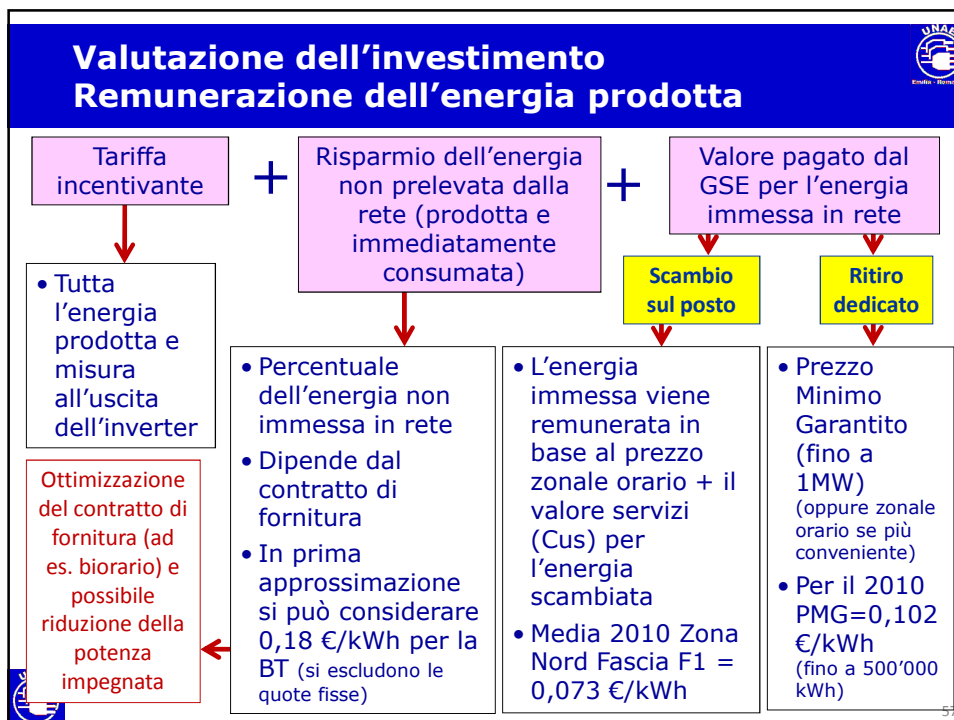 UNAE
Emilia - Romagna
Valutazione dell'investimento
Remunerazione dell'energia prodotta
Tariffa
incentivante
+
Risparmio dell'energia
non prelevata dalla
rete (prodotta e
immediatamente
consumata)
+
Valore pagato dal
GSE per l'energia
immessa in rete
Scambio
sul posto
Ritiro
dedicato
• Tutta
l'energia
prodotta e
misura
all'uscita
dell'inverter
Ottimizzazione
del contratto di
fornitura (ad
es. biorario) e
possibile
riduzione della
potenza
impegnata
• Percentuale
dell'energia non
immessa in rete
• Dipende dal
contratto di
fornitura
• In prima
approssimazione
si può considerare
0,18 €/kWh per la
BT (si escludono le
quote fisse)
• L'energia
immessa viene
remunerata in
base al prezzo
zonale orario + il
valore servizi
(Cus) per
l'energia
scambiata
• Media 2010 Zona
Nord Fascia F1 =
0,073 €/kWh
• Prezzo
Minimo
Garantito
(fino a
1MW)
(oppure zonale
orario se più
conveniente)
• Per il 2010
PMG=0,102
€/kWh
(fino a 500'000
kWh)
57